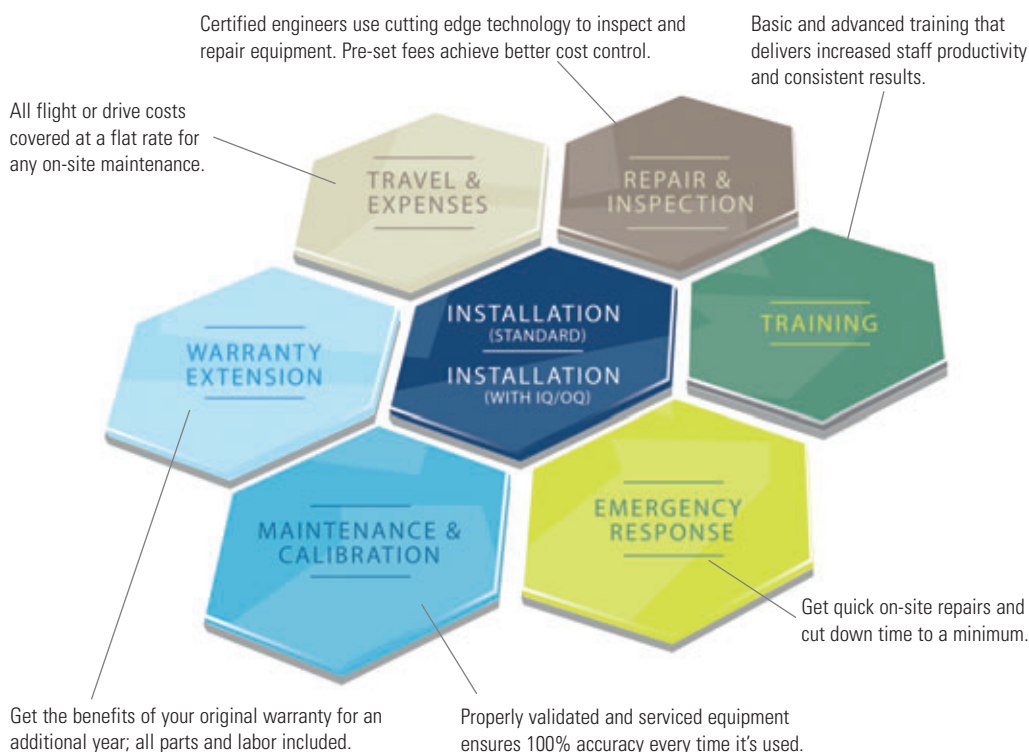 Certified engineers use cutting edge technology to inspect and
repair equipment. Pre-set fees achieve better cost control.
Basic and advanced training that
delivers increased staff productivity
and consistent results.
All flight or drive costs
covered at a flat rate for
any on-site maintenance.
TRAVEL &
EXPENSES
REPAIR &
INSPECTION
INSTALLATION
(STANDARD)
INSTALLATION
(WITH IQ/OQ)
TRAINING
WARRANTY
EXTENSION
MAINTENANCE &
CALIBRATION
EMERGENCY
RESPONSE
Get quick on-site repairs and
cut down time to a minimum.
Get the benefits of your original warranty for an
additional year; all parts and labor included.
Properly validated and serviced equipment
ensures 100% accuracy every time it's used.